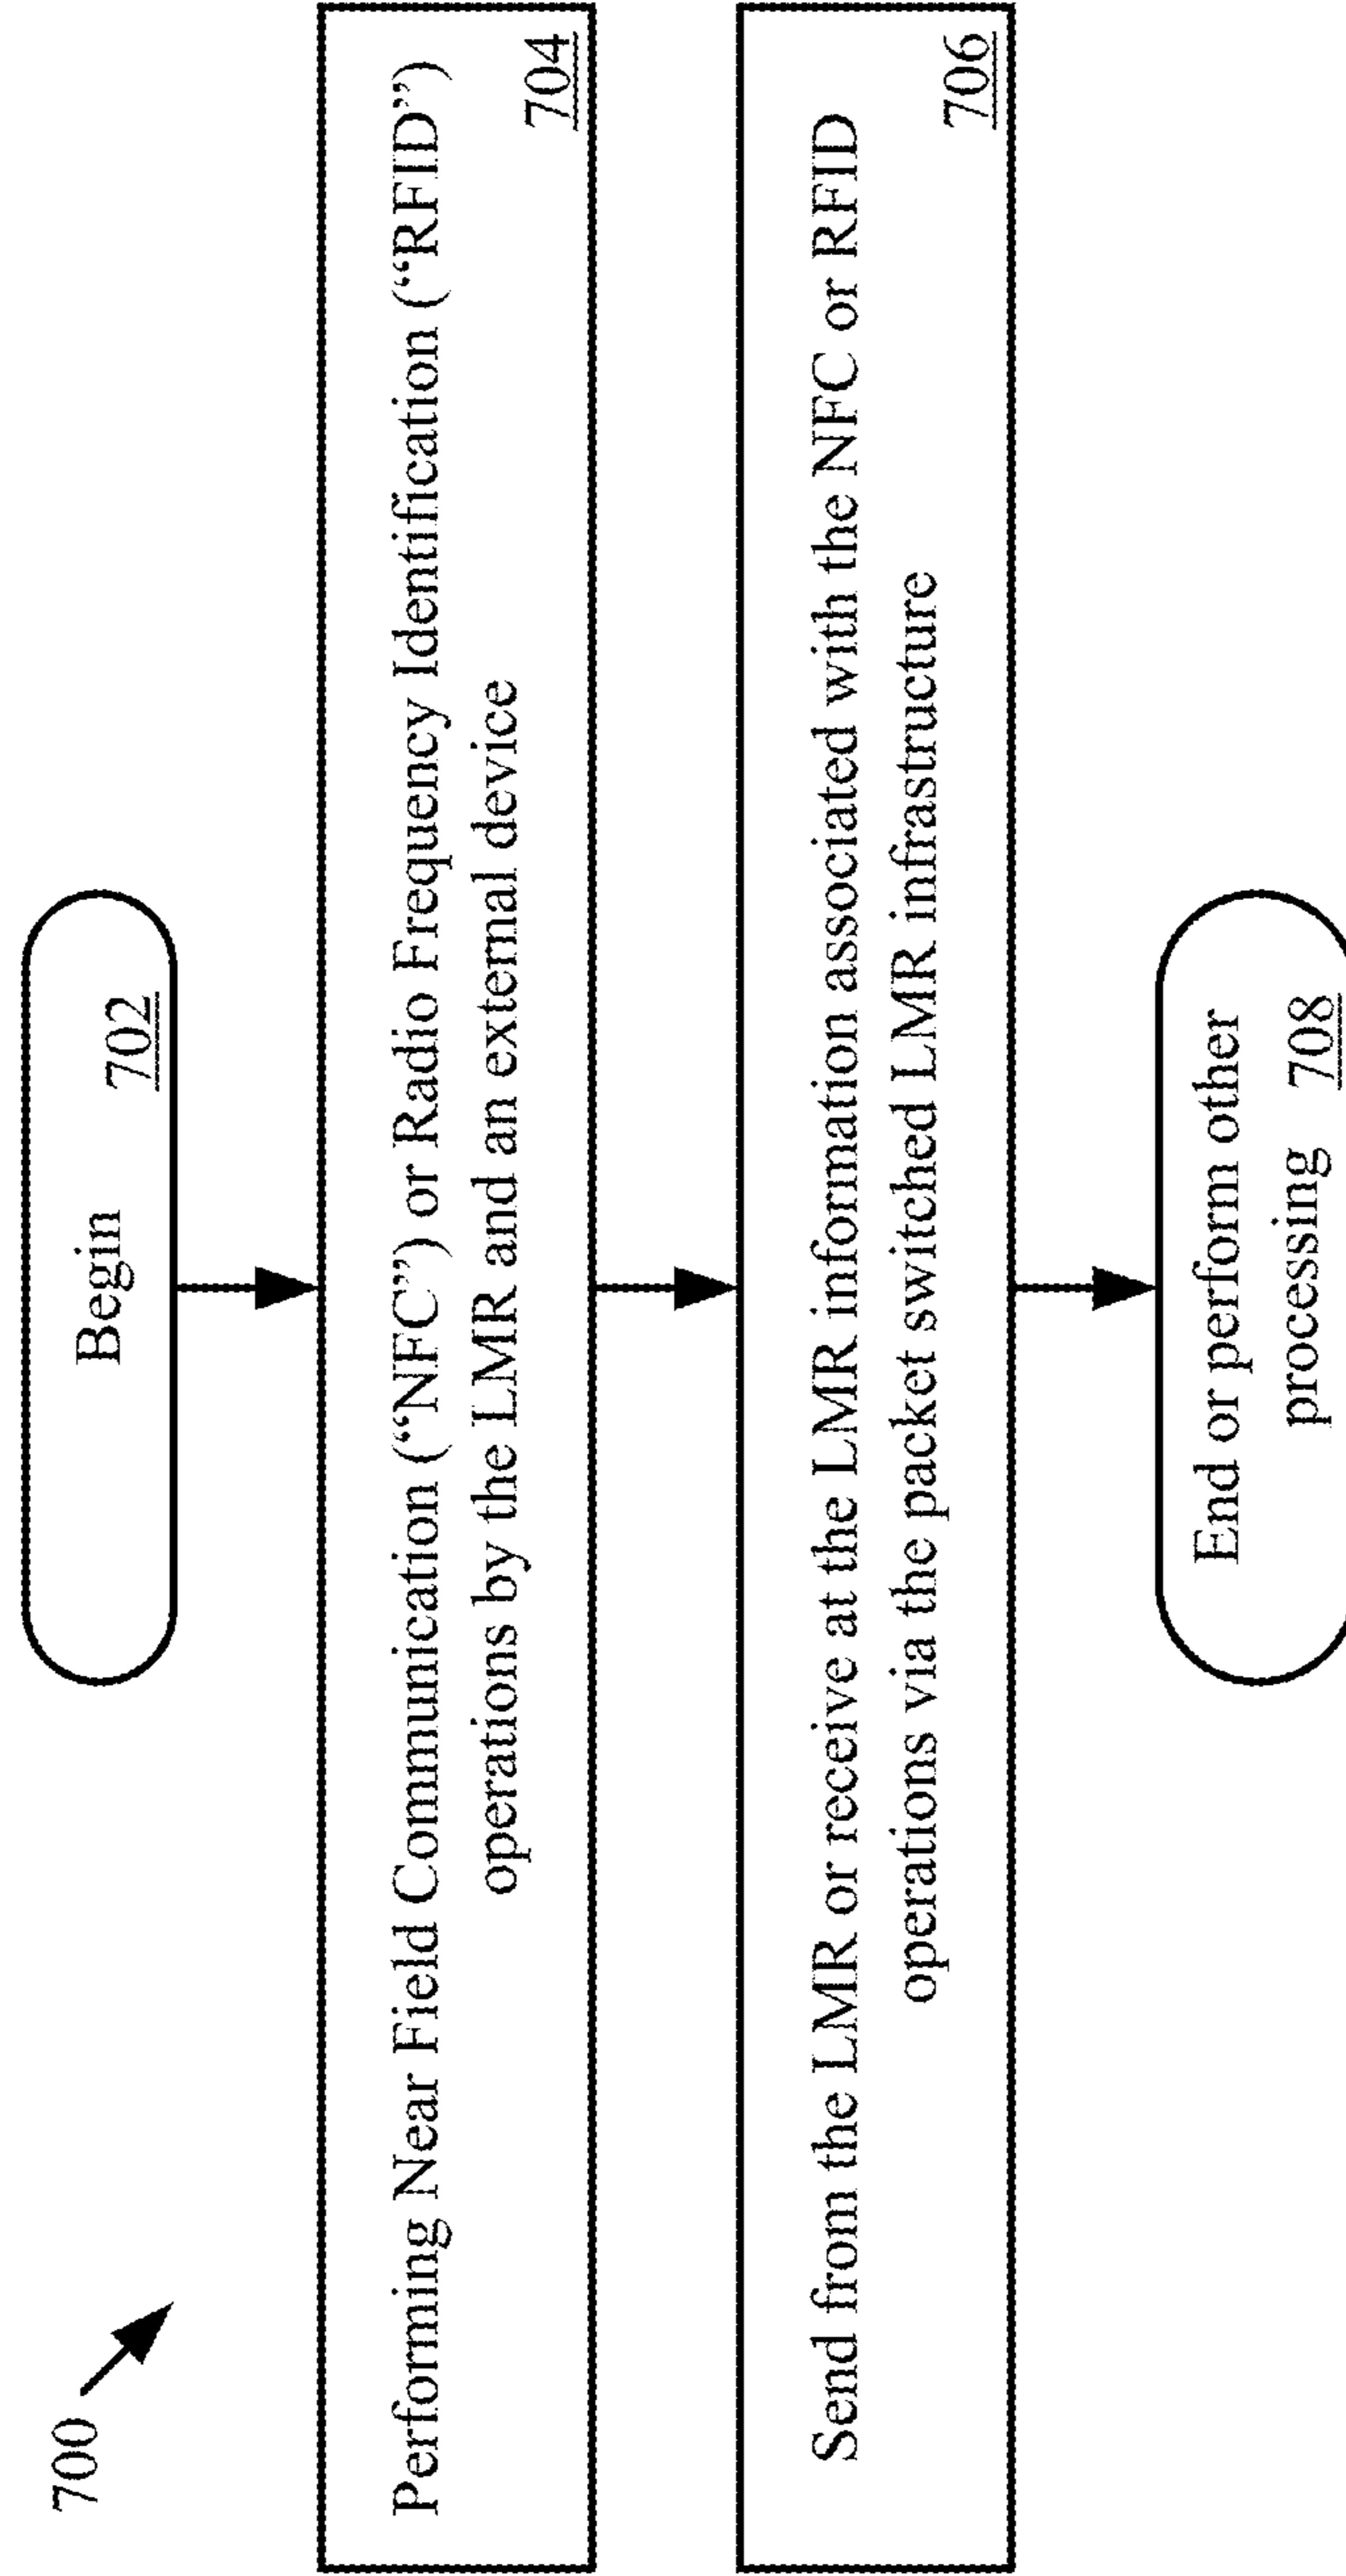 700
Begin
702
Performing Near Field Communication (“NFC”) or Radio Frequency Identification (“RFID”)
operations by the LMR and an external device
704
Send from the LMR or receive at the LMR information associated with the NFC or RFID
operations via the packet switched LMR infrastructure
706
End or perform other
processing 708